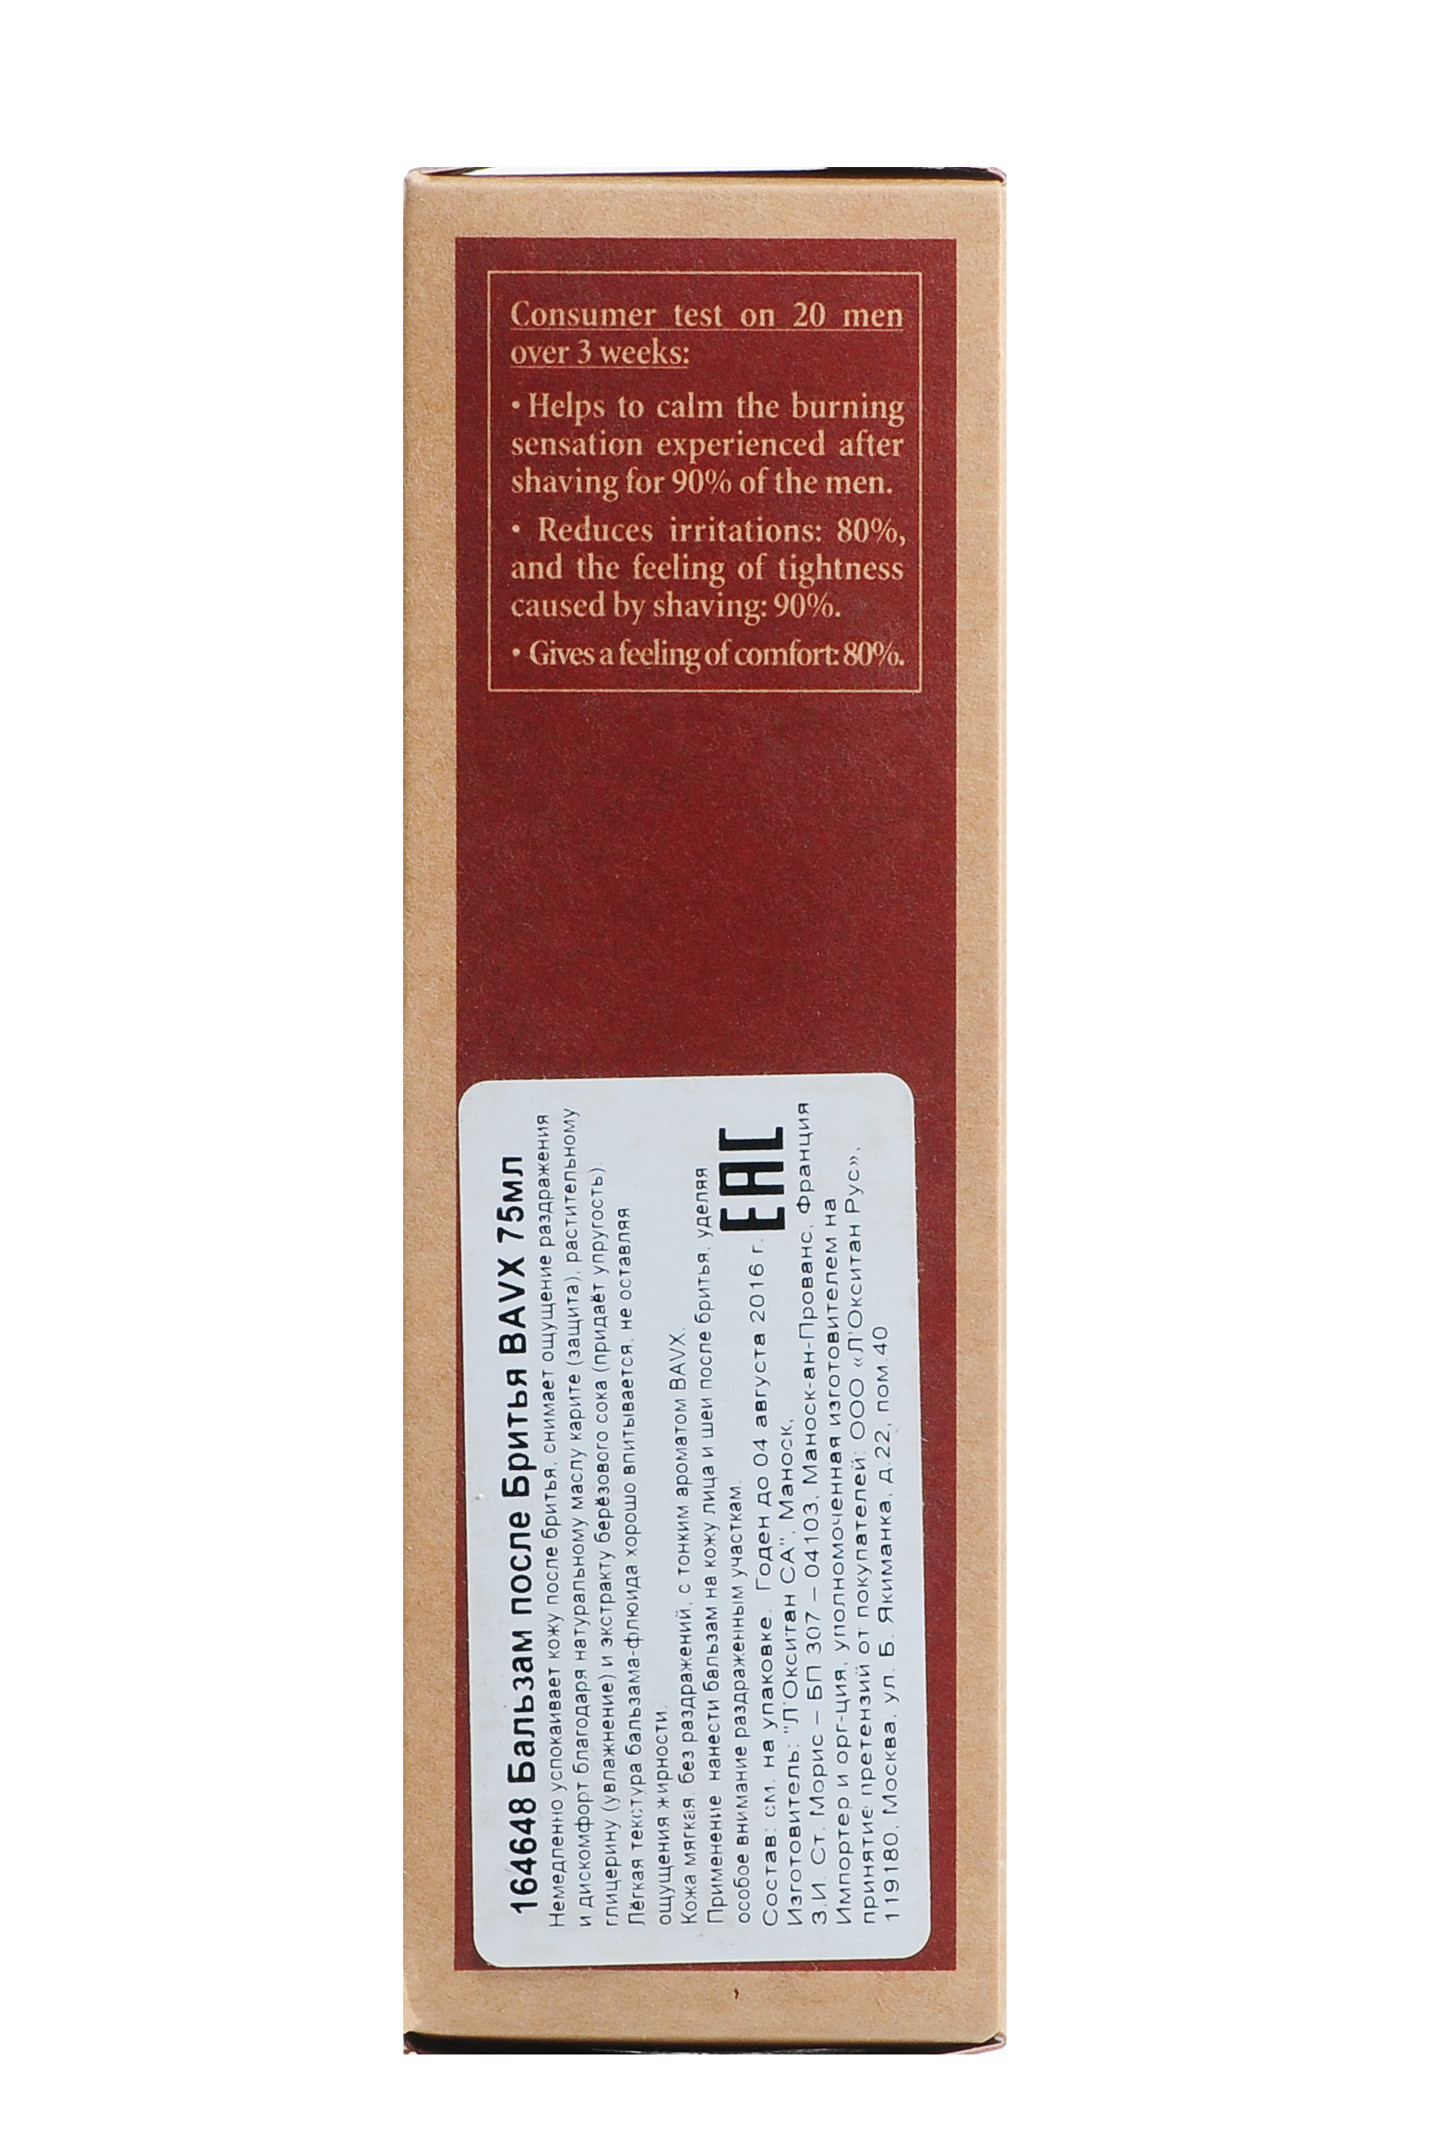 Consumer test on 20 men
over 3 weeks:
• Helps to calm the burning
sensation experienced after
shaving for 90% of the men.
• Reduces irritations: 80%,
and the feeling of tightness
caused by shaving: 90%.
• Gives a feeling of comfort: 80%.
164648 Бальзам после Бритья BAVX 75мл
Немедленно успокаивает кожу после бритья, снимает ощущение раздражения
и дискомфорт благодаря натуральному маслу карите (защита), растительному
глицерину (увлажнение) и экстракту берёзового сока (придаёт упругость).
Лёгкая текстура бальзама-флюида хорошо впитывается, не оставляя
ощущения жирности.
Кожа мягкая, без раздражений, с тонким ароматом BAVX.
Применение: нанести бальзам на кожу лица и шеи после бритья, уделяя
особое внимание раздраженным участкам.
Состав: см. на упаковке. Годен до 04 августа 2016 г.
EAC
Изготовитель: "Л'Окситан СА", Маноск,
З.И. Ст. Морис – БП 307 – 04103, Маноск-ан-Прованс, Франция
Импортер и орг-ция, уполномоченная изготовителем на
принятие претензий от покупателей: ООО «Л'Окситан Рус»,
119180, Москва, ул. Б. Якиманка, д.22, пом.40